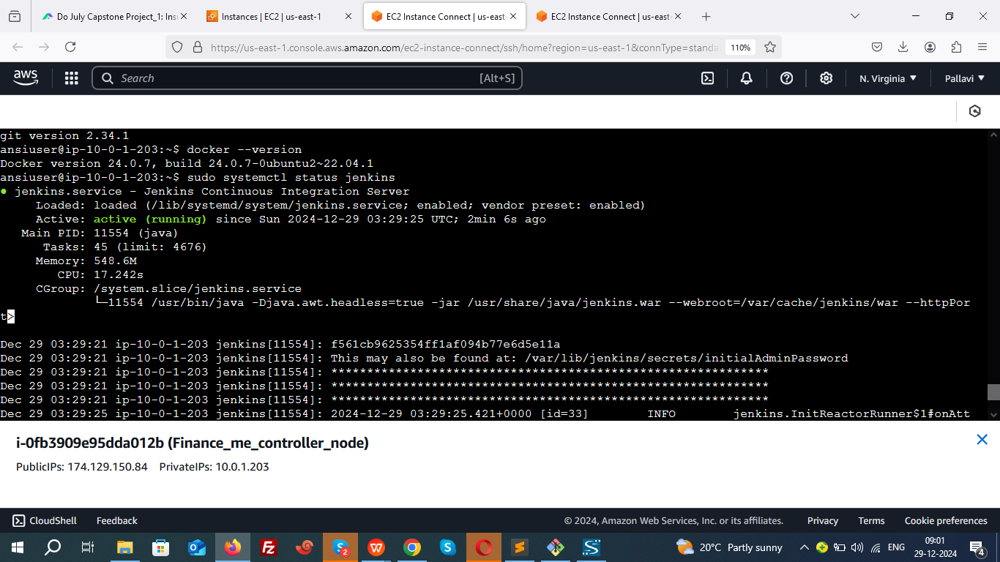 Do July Capstone Project_1: Insu
Instances | EC2 | us-east-1
EC2 Instance Connect | us-east-
EC2 Instance Connect | us-east-
https://us-east-1.console.aws.amazon.com/ec2-instance-connect/ssh/home?region=us-east-1&connType=standa
110%
aws
Search
[Alt+S]
N. Virginia
Pallavi
git version 2.34.1
ansiuser@ip-10-0-1-203:~$ docker --version
Docker version 24.0.7, build 24.0.7-0ubuntu2~22.04.1
ansiuser@ip-10-0-1-203:~$ sudo systemctl status jenkins
● jenkins.service - Jenkins Continuous Integration Server
Loaded: loaded (/lib/systemd/system/jenkins.service; enabled; vendor preset: enabled)
Active: active (running) since Sun 2024-12-29 03:29:25 UTC; 2min 6s ago
Main PID: 11554 (java)
Tasks: 45 (limit: 4676)
Memory: 548.6M
CPU: 17.242s
CGroup: /system.slice/jenkins.service
└─11554 /usr/bin/java -Djava.awt.headless=true -jar /usr/share/java/jenkins.war --webroot=/var/cache/jenkins/war --httpPor
t>
Dec 29 03:29:21 ip-10-0-1-203 jenkins[11554]: f561cb9625354ff1af094b77e6d5e11a
Dec 29 03:29:21 ip-10-0-1-203 jenkins[11554]: This may also be found at: /var/lib/jenkins/secrets/initialAdminPassword
Dec 29 03:29:21 ip-10-0-1-203 jenkins[11554]: *************************************************************
Dec 29 03:29:21 ip-10-0-1-203 jenkins[11554]: *************************************************************
Dec 29 03:29:21 ip-10-0-1-203 jenkins[11554]: *************************************************************
Dec 29 03:29:25 ip-10-0-1-203 jenkins[11554]: 2024-12-29 03:29:25.421+0000 [id=33] INFO jenkins.InitReactorRunner$1#onAtt
i-0fb3909e95dda012b (Finance_me_controller_node)
PublicIPs: 174.129.150.84 PrivateIPs: 10.0.1.203
CloudShell
Feedback
© 2024, Amazon Web Services, Inc. or its affiliates.
Privacy
Terms
Cookie preferences
20°C Partly sunny
ENG
09:01
29-12-2024
4